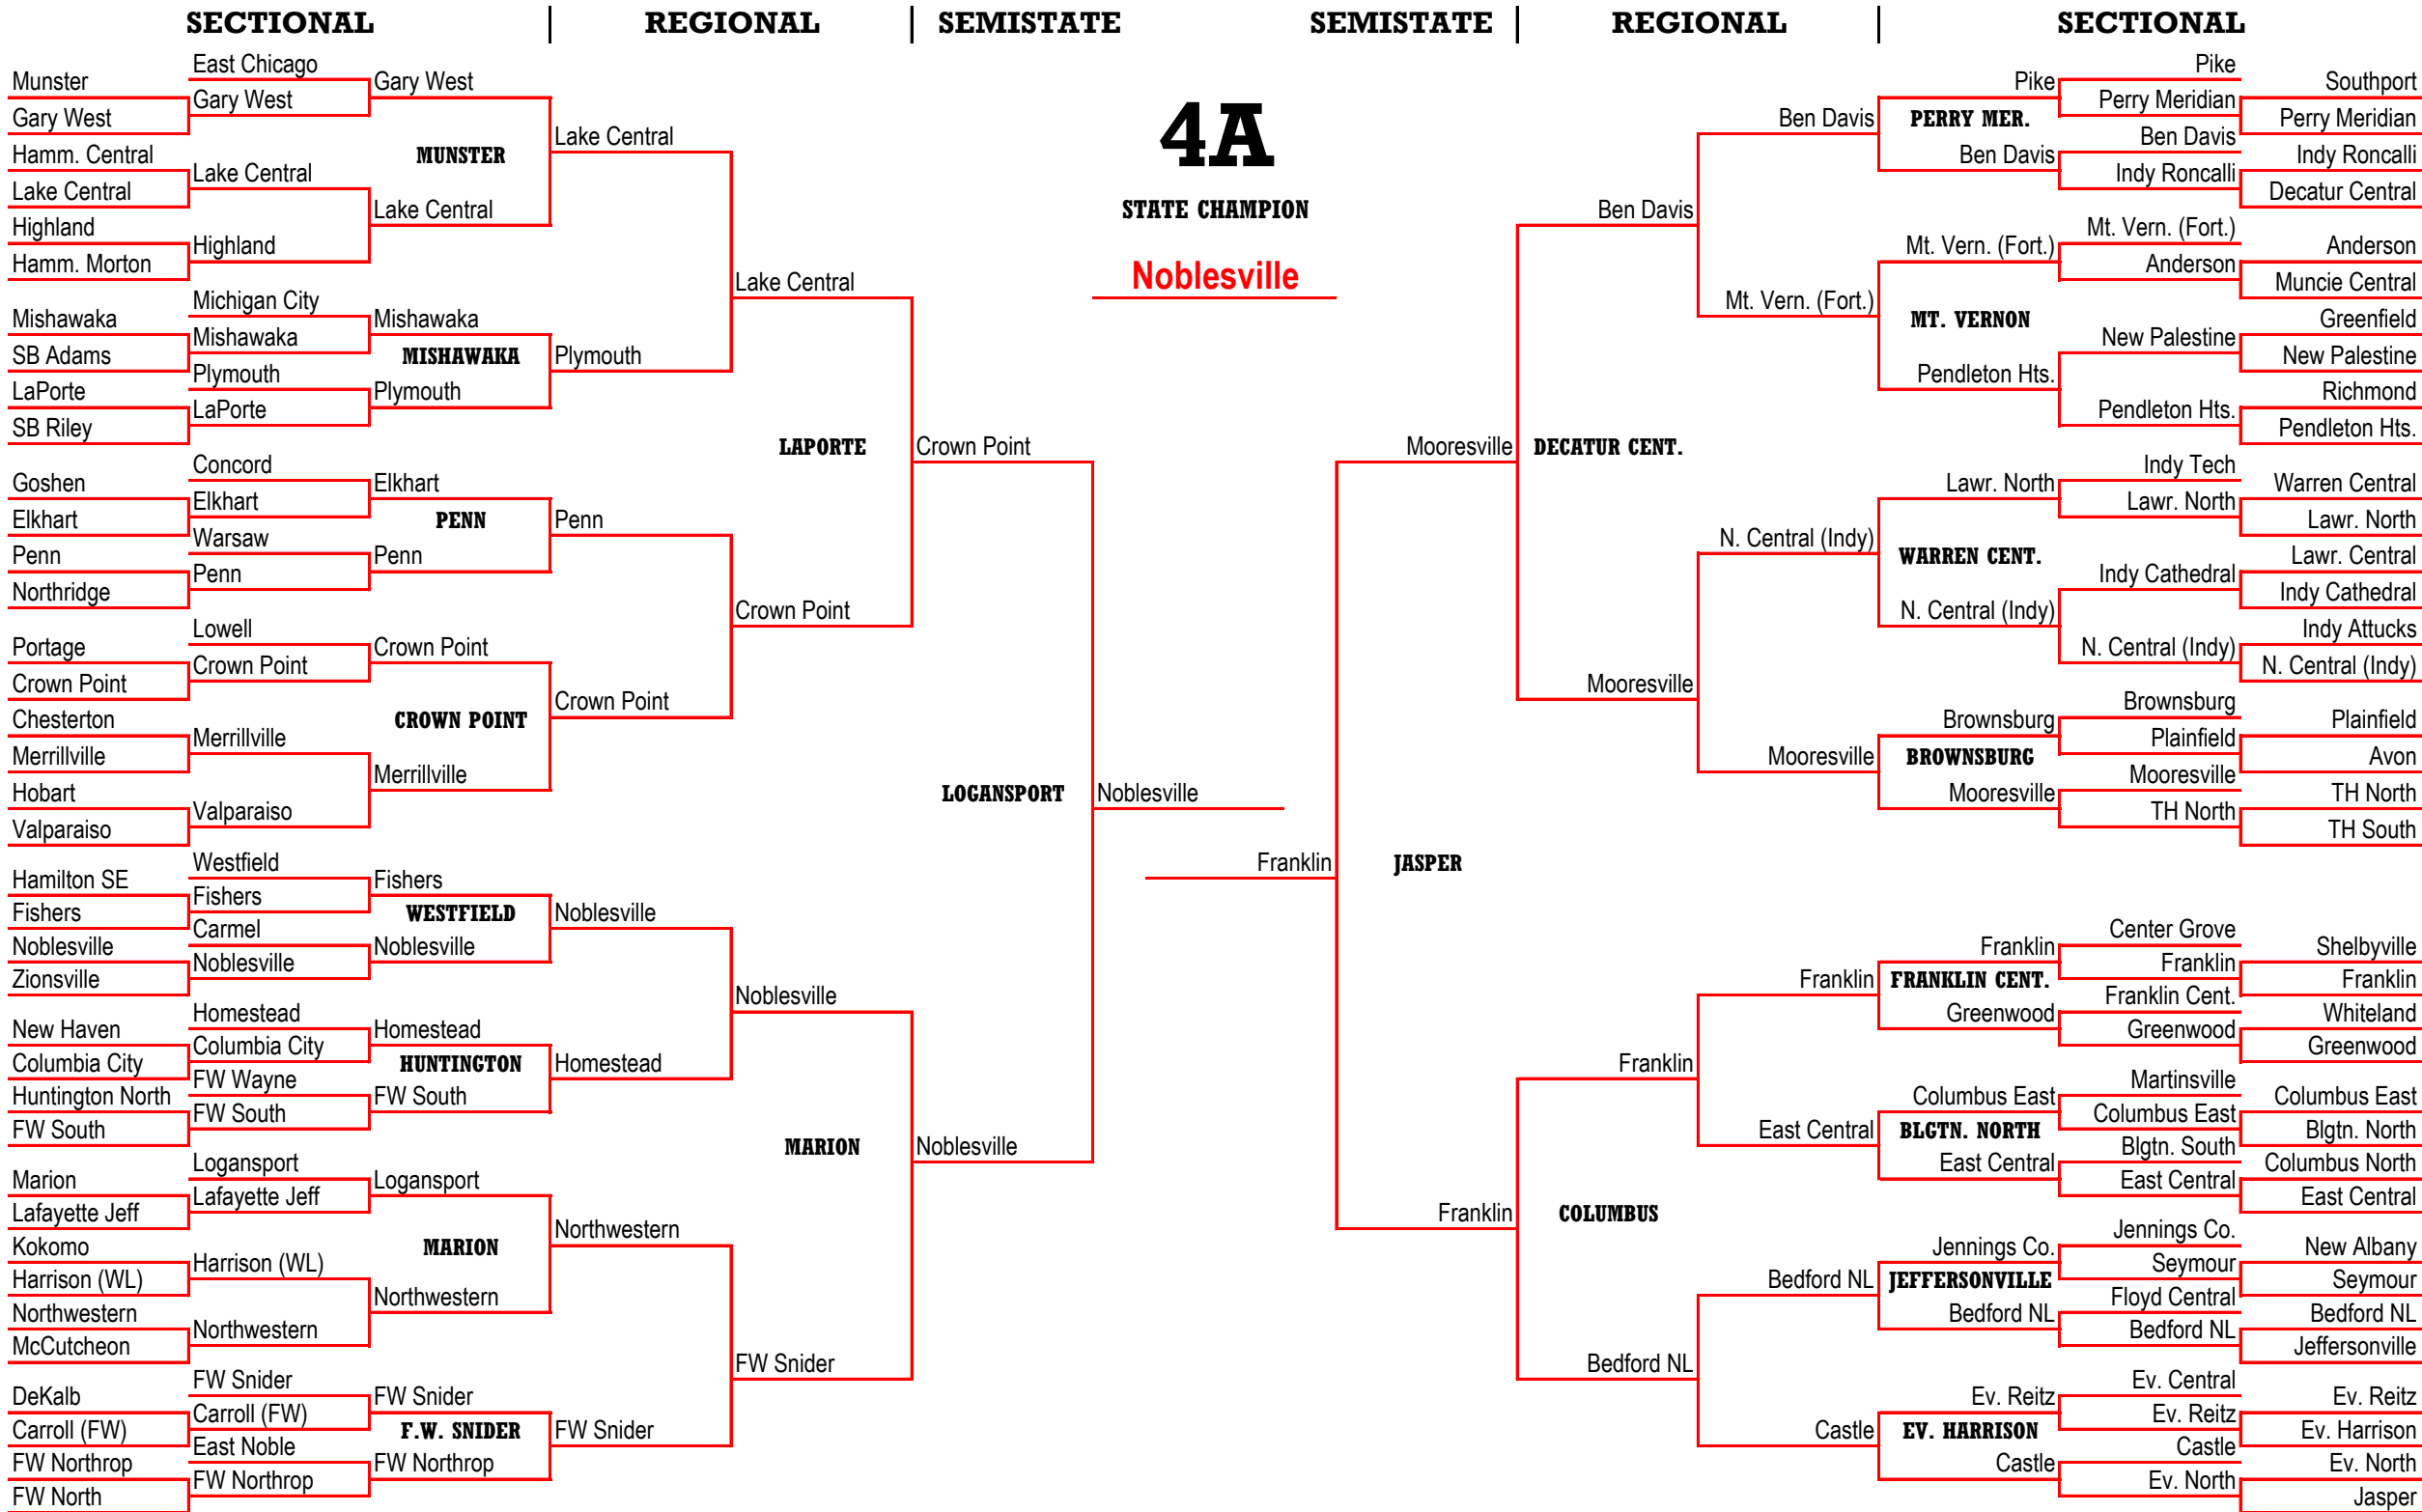 SECTIONAL
REGIONAL
SEMISTATE
SEMISTATE
REGIONAL
SECTIONAL
4A
STATE CHAMPION
Noblesville
Munster
Gary West
Hamm. Central
Lake Central
Highland
Hamm. Morton
Mishawaka
SB Adams
LaPorte
SB Riley
Goshen
Elkhart
Penn
Northridge
Portage
Crown Point
Chesterton
Merrillville
Hobart
Valparaiso
Hamilton SE
Fishers
Noblesville
Zionsville
New Haven
Columbia City
Huntington North
FW South
Marion
Lafayette Jeff
Kokomo
Harrison (WL)
Northwestern
McCutcheon
DeKalb
Carroll (FW)
FW Northrop
FW North
East Chicago
Gary West
Lake Central
Highland
Michigan City
Mishawaka
Plymouth
LaPorte
Concord
Elkhart
Warsaw
Penn
Lowell
Crown Point
Merrillville
Valparaiso
Westfield
Fishers
Carmel
Noblesville
Homestead
Columbia City
FW Wayne
FW South
Logansport
Lafayette Jeff
Harrison (WL)
Northwestern
FW Snider
Carroll (FW)
East Noble
FW Northrop
Gary West
MUNSTER
Lake Central
Mishawaka
MISHAWAKA
Plymouth
Elkhart
PENN
Penn
Crown Point
CROWN POINT
Merrillville
Fishers
WESTFIELD
Noblesville
Homestead
HUNTINGTON
FW South
Logansport
MARION
Northwestern
FW Snider
F.W. SNIDER
FW Northrop
Lake Central
Plymouth
Penn
Crown Point
Noblesville
Homestead
Northwestern
FW Snider
Lake Central
LAPORTE
Crown Point
Noblesville
MARION
FW Snider
Crown Point
LOGANSPORT
Noblesville
Noblesville
Franklin
Mooresville
JASPER
Franklin
Ben Davis
DECATUR CENT.
Mooresville
Franklin
COLUMBUS
Bedford NL
Ben Davis
Mt. Vern. (Fort.)
N. Central (Indy)
Mooresville
Franklin
East Central
Bedford NL
Castle
Pike
PERRY MER.
Ben Davis
Mt. Vern. (Fort.)
MT. VERNON
Pendleton Hts.
Lawr. North
WARREN CENT.
N. Central (Indy)
Brownsburg
BROWNSBURG
Mooresville
Franklin
FRANKLIN CENT.
Greenwood
Columbus East
BLGTN. NORTH
East Central
Jennings Co.
JEFFERSONVILLE
Bedford NL
Ev. Reitz
EV. HARRISON
Castle
Pike
Perry Meridian
Ben Davis
Indy Roncalli
Mt. Vern. (Fort.)
Anderson
New Palestine
Pendleton Hts.
Indy Tech
Lawr. North
Indy Cathedral
N. Central (Indy)
Brownsburg
Plainfield
Mooresville
TH North
Center Grove
Franklin
Franklin Cent.
Greenwood
Martinsville
Columbus East
Blgtn. South
East Central
Jennings Co.
Seymour
Floyd Central
Bedford NL
Ev. Central
Ev. Reitz
Castle
Ev. North
Southport
Perry Meridian
Indy Roncalli
Decatur Central
Anderson
Muncie Central
Greenfield
New Palestine
Richmond
Pendleton Hts.
Warren Central
Lawr. North
Lawr. Central
Indy Cathedral
Indy Attucks
N. Central (Indy)
Plainfield
Avon
TH North
TH South
Shelbyville
Franklin
Whiteland
Greenwood
Columbus East
Blgtn. North
Columbus North
East Central
New Albany
Seymour
Bedford NL
Jeffersonville
Ev. Reitz
Ev. Harrison
Ev. North
Jasper